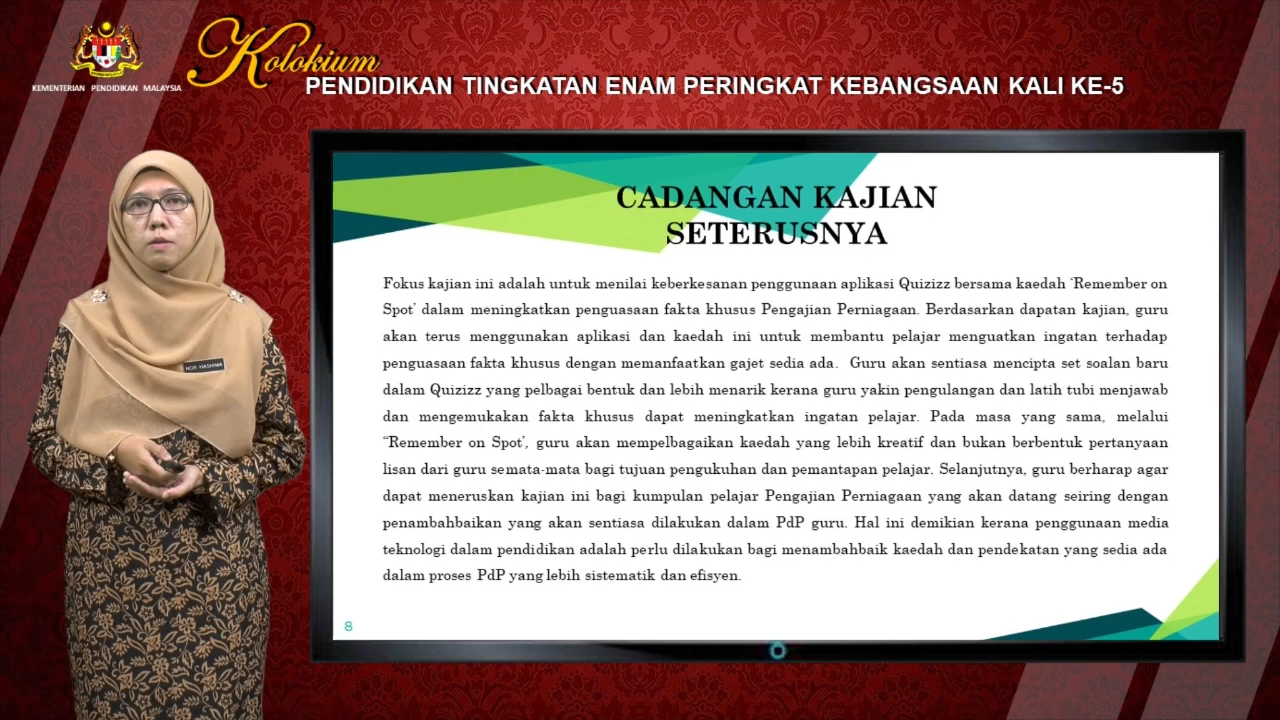 KEMENTERIAN PENDIDIKAN MALAYSIA
Kolokium
PENDIDIKAN TINGKATAN ENAM PERINGKAT KEBANGSAAN KALI KE-5
CADANGAN KAJIAN
SETERUSNYA
Fokus kajian ini adalah untuk menilai keberkesanan penggunaan aplikasi Quizizz bersama kaedah ‘Remember on
Spot’ dalam meningkatkan penguasaan fakta khusus Pengajian Perniagaan. Berdasarkan dapatan kajian, guru
akan terus menggunakan aplikasi dan kaedah ini untuk membantu pelajar menguatkan ingatan terhadap
penguasaan fakta khusus dengan memanfaatkan gajet sedia ada. Guru akan sentiasa mencipta set soalan baru
dalam Quizizz yang pelbagai bentuk dan lebih menarik kerana guru yakin pengulangan dan latih tubi menjawab
dan mengemukakan fakta khusus dapat meningkatkan ingatan pelajar. Pada masa yang sama, melalui
“Remember on Spot’, guru akan mempelbagaikan kaedah yang lebih kreatif dan bukan berbentuk pertanyaan
lisan dari guru semata-mata bagi tujuan pengukuhan dan pemantapan pelajar. Selanjutnya, guru berharap agar
dapat meneruskan kajian ini bagi kumpulan pelajar Pengajian Perniagaan yang akan datang seiring dengan
penambahbaikan yang akan sentiasa dilakukan dalam PdP guru. Hal ini demikian kerana penggunaan media
teknologi dalam pendidikan adalah perlu dilakukan bagi menambahbaik kaedah dan pendekatan yang sedia ada
dalam proses PdP yang lebih sistematik dan efisyen.
8
NOR HASHIMA